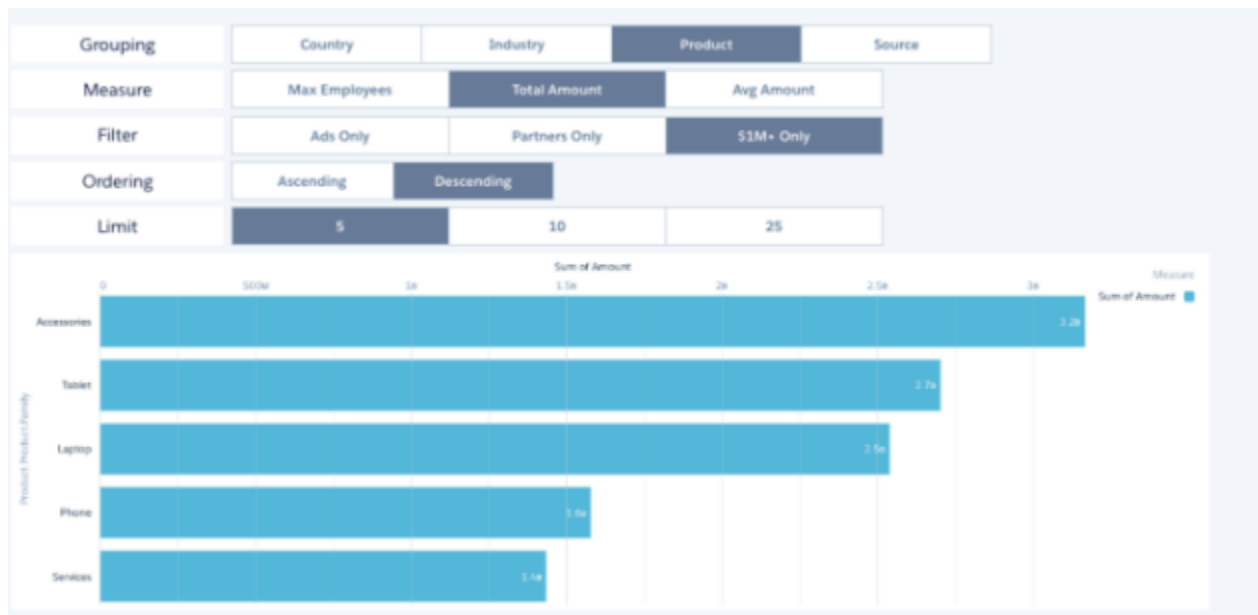 Grouping Country Industry Product Source
Measure Max Employees Total Amount Avg Amount
Filter Ads Only Partners Only $1M+ Only
Ordering Ascending Descending
Limit 5 10 25
Sum of Amount
Measure
0 500M 1B 1.5B 2B 2.5B 3B
Sum of Amount
Accessories 3.2B
Tablet 2.7B
Laptop 2.5B
Phone 1.6B
Services 1.4B
Product.Product.Family